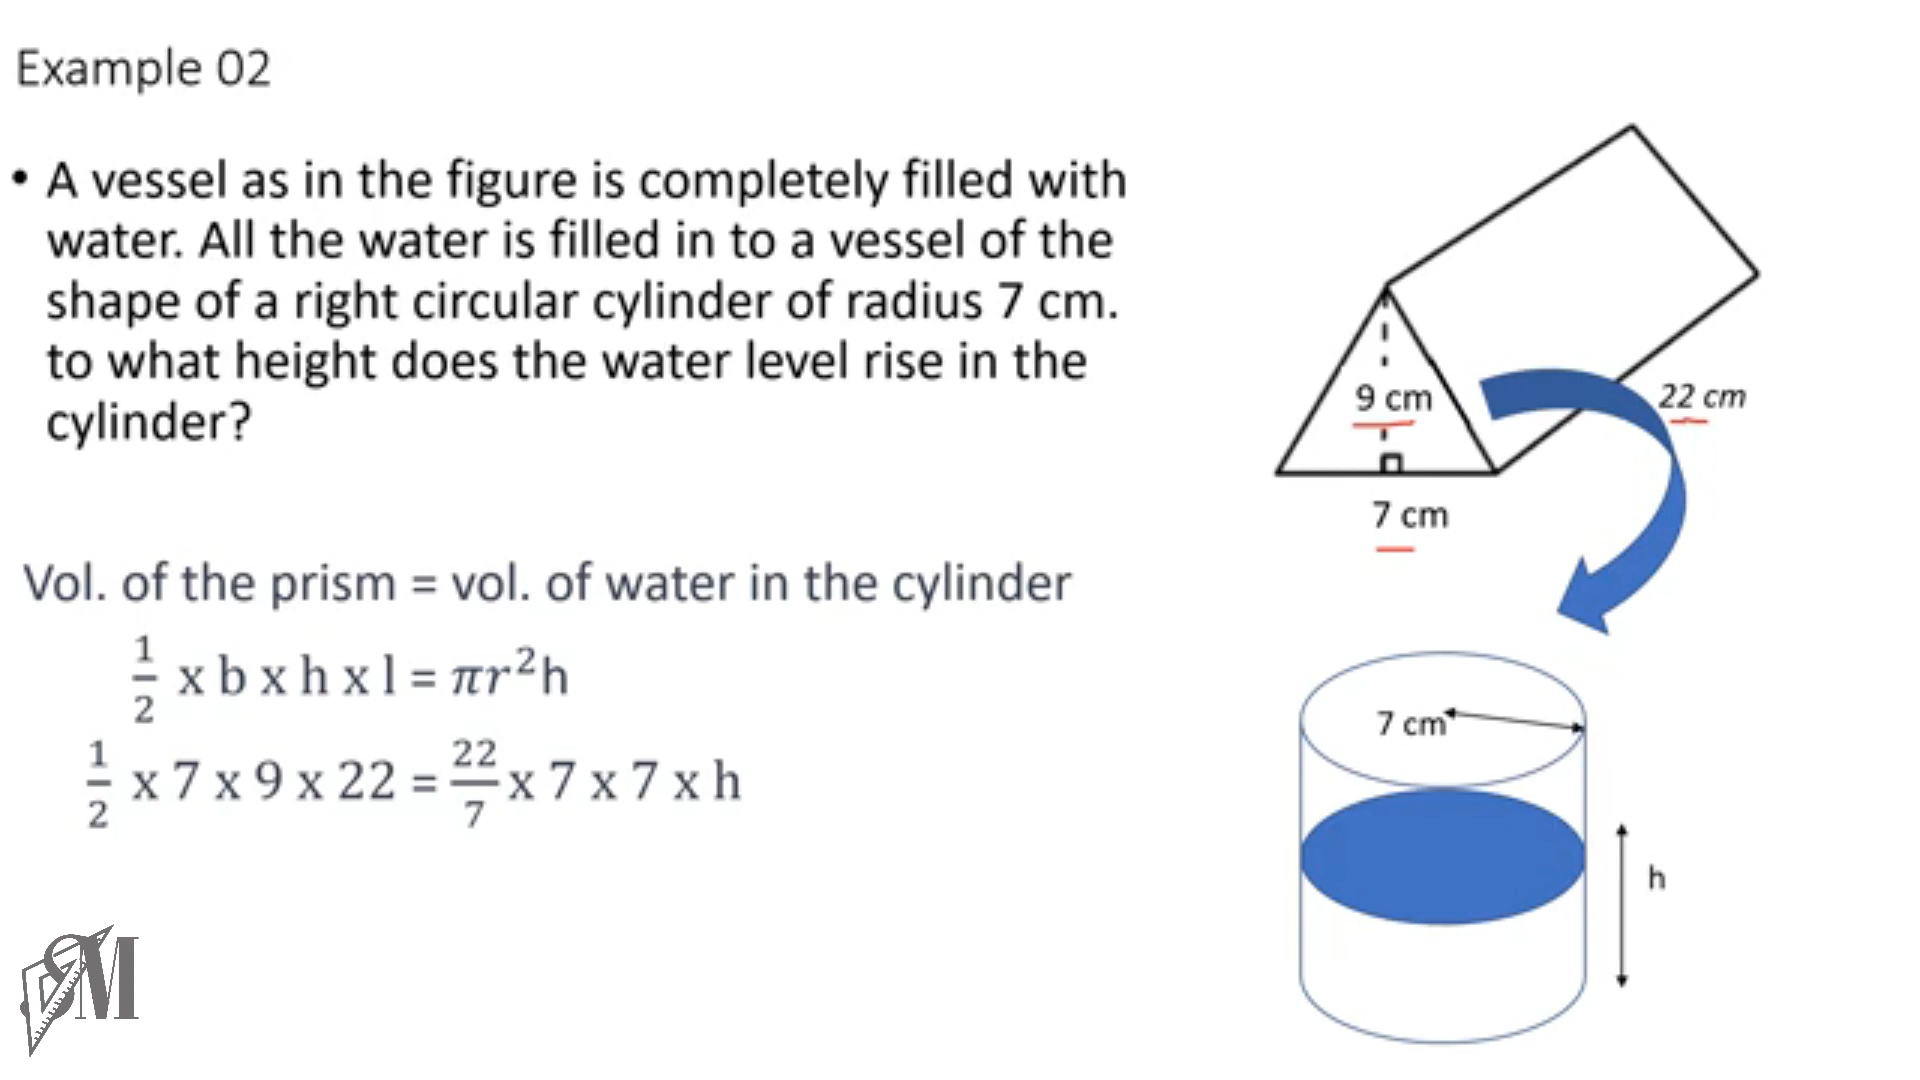 Example 02
• A vessel as in the figure is completely filled with
water. All the water is filled in to a vessel of the
shape of a right circular cylinder of radius 7 cm.
to what height does the water level rise in the
cylinder?
9 cm
22 cm
7 cm
Vol. of the prism = vol. of water in the cylinder
1/2 x b x h x l = πr²h
1/2 x 7 x 9 x 22 = 22/7 x 7 x 7 x h
7 cm
h
SM